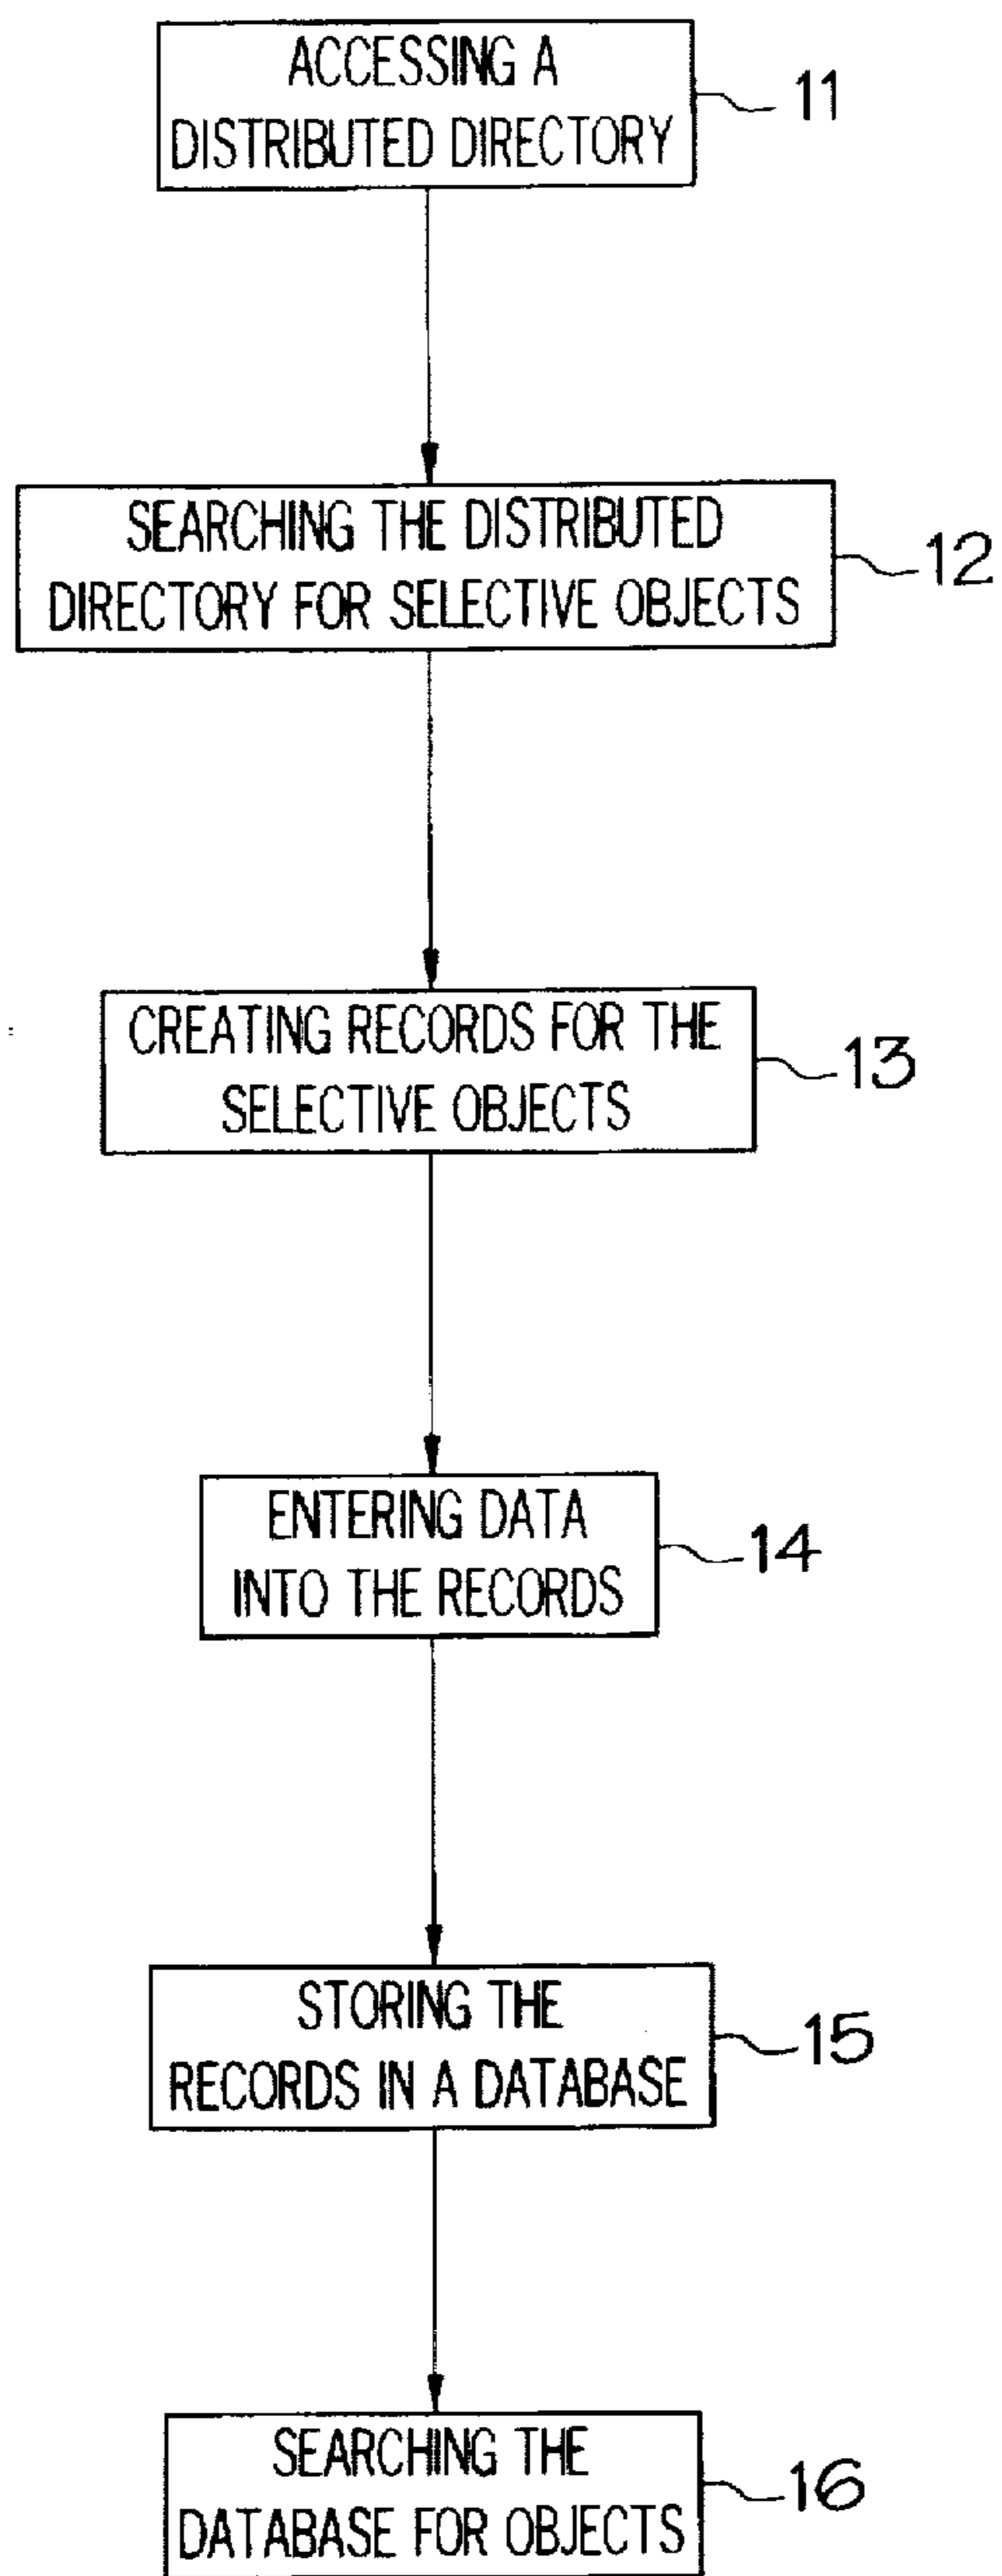 ACCESSING A
DISTRIBUTED DIRECTORY
11
SEARCHING THE DISTRIBUTED
DIRECTORY FOR SELECTIVE OBJECTS
12
CREATING RECORDS FOR THE
SELECTIVE OBJECTS
13
ENTERING DATA
INTO THE RECORDS
14
STORING THE
RECORDS IN A DATABASE
15
SEARCHING THE
DATABASE FOR OBJECTS
16